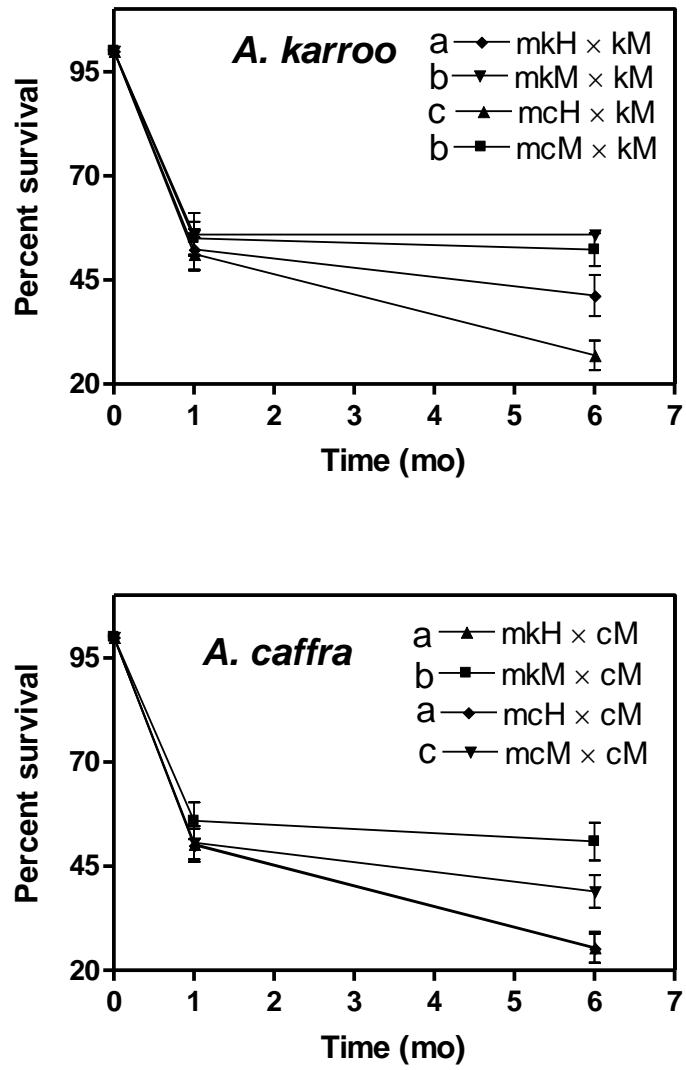 A. karroo
a mkH × kM
b mkM × kM
c mcH × kM
b mcM × kM
Percent survival
95
70
45
20
0 1 2 3 4 5 6 7
Time (mo)
A. caffra
a mkH × cM
b mkM × cM
a mcH × cM
c mcM × cM
Percent survival
95
70
45
20
0 1 2 3 4 5 6 7
Time (mo)